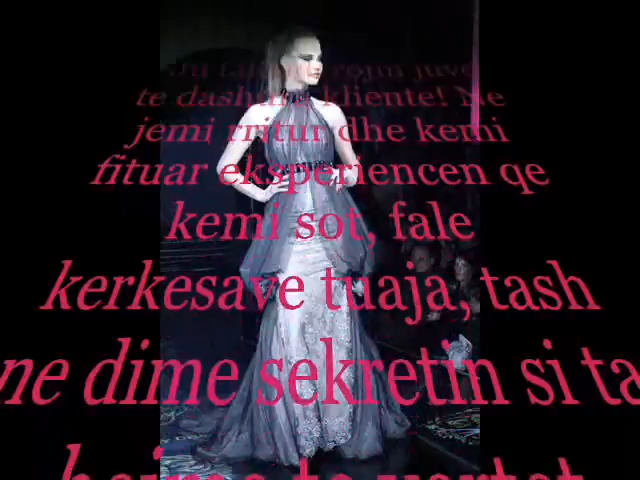 te dashura kliente! Ne
jemi rritur dhe kemi
fituar eksperiencen qe
kemi sot, fale
kerkesave tuaja, tash
ne dime sekretin si ta